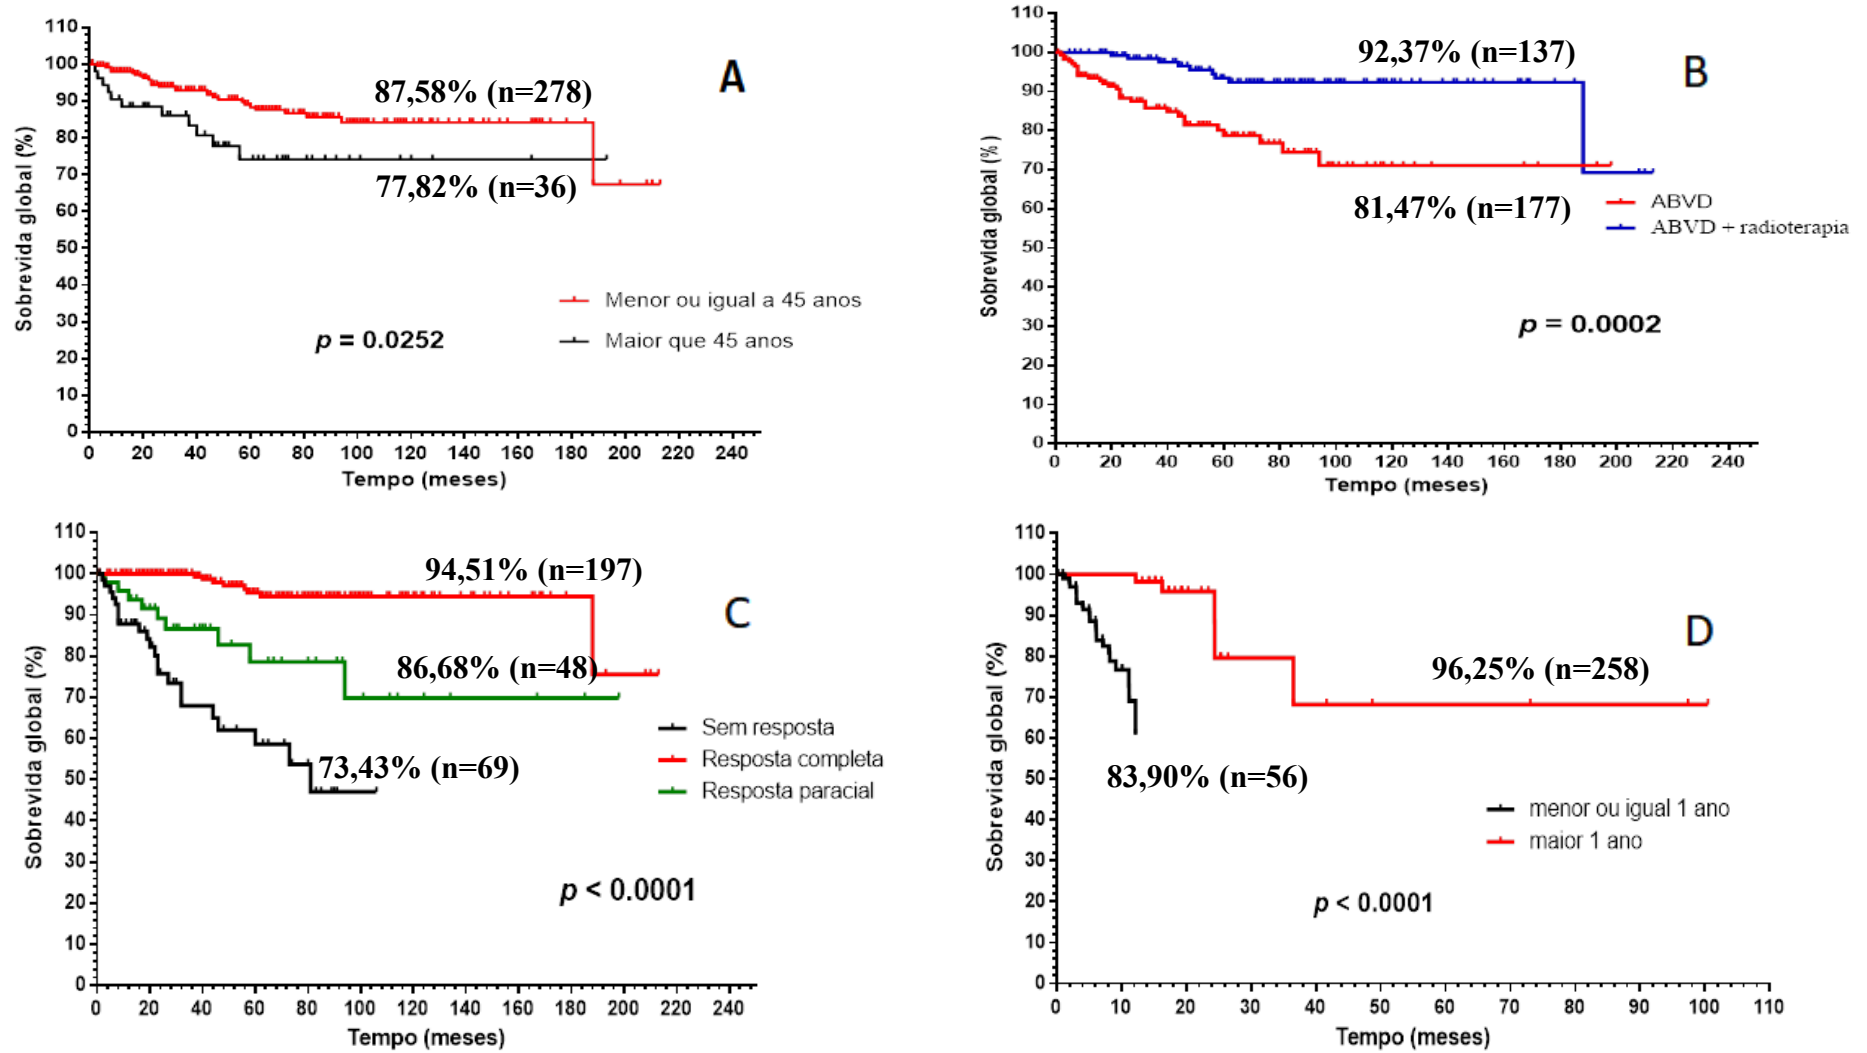 A
110
100
90
80
70
60
50
40
30
20
10
0
Sobrevida global (%)
87,58% (n=278)
77,82% (n=36)
Menor ou igual a 45 anos
Maior que 45 anos
p = 0.0252
0 20 40 60 80 100 120 140 160 180 200 220 240
Tempo (meses)
B
110
100
90
80
70
60
50
40
30
20
10
0
Sobrevida global (%)
92,37% (n=137)
81,47% (n=177)
ABVD
ABVD + radioterapia
p = 0.0002
0 20 40 60 80 100 120 140 160 180 200 220 240
Tempo (meses)
C
110
100
90
80
70
60
50
40
30
20
10
0
Sobrevida global (%)
94,51% (n=197)
86,68% (n=48)
73,43% (n=69)
Sem resposta
Resposta completa
Resposta paracial
p < 0.0001
0 20 40 60 80 100 120 140 160 180 200 220 240
Tempo (meses)
D
110
100
90
80
70
60
50
40
30
20
10
0
Sobrevida global (%)
96,25% (n=258)
83,90% (n=56)
menor ou igual 1 ano
maior 1 ano
p < 0.0001
0 10 20 30 40 50 60 70 80 90 100 110
Tempo (meses)